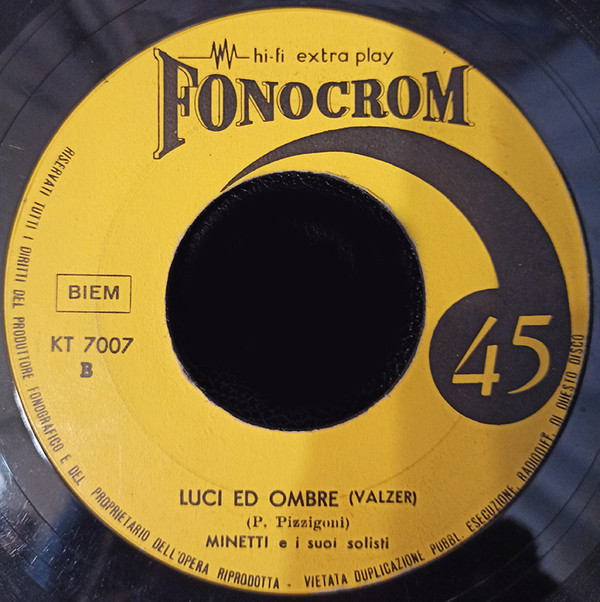 hi-fi extra play
FONOCROM
45
BIEM
KT 7007
B
LUCI ED OMBRE (VALZER)
(P. Pizzigoni)
MINETTI e i suoi solisti
RISERVATI TUTTI I DIRITTI DEL PRODUTTORE FONOGRAFICO E DEL PROPRIETARIO DELL'OPERA RIPRODOTTA - VIETATA DUPLICAZIONE PUBBL. ESECUZIONE RADIODIFF. DI QUESTO DISCO